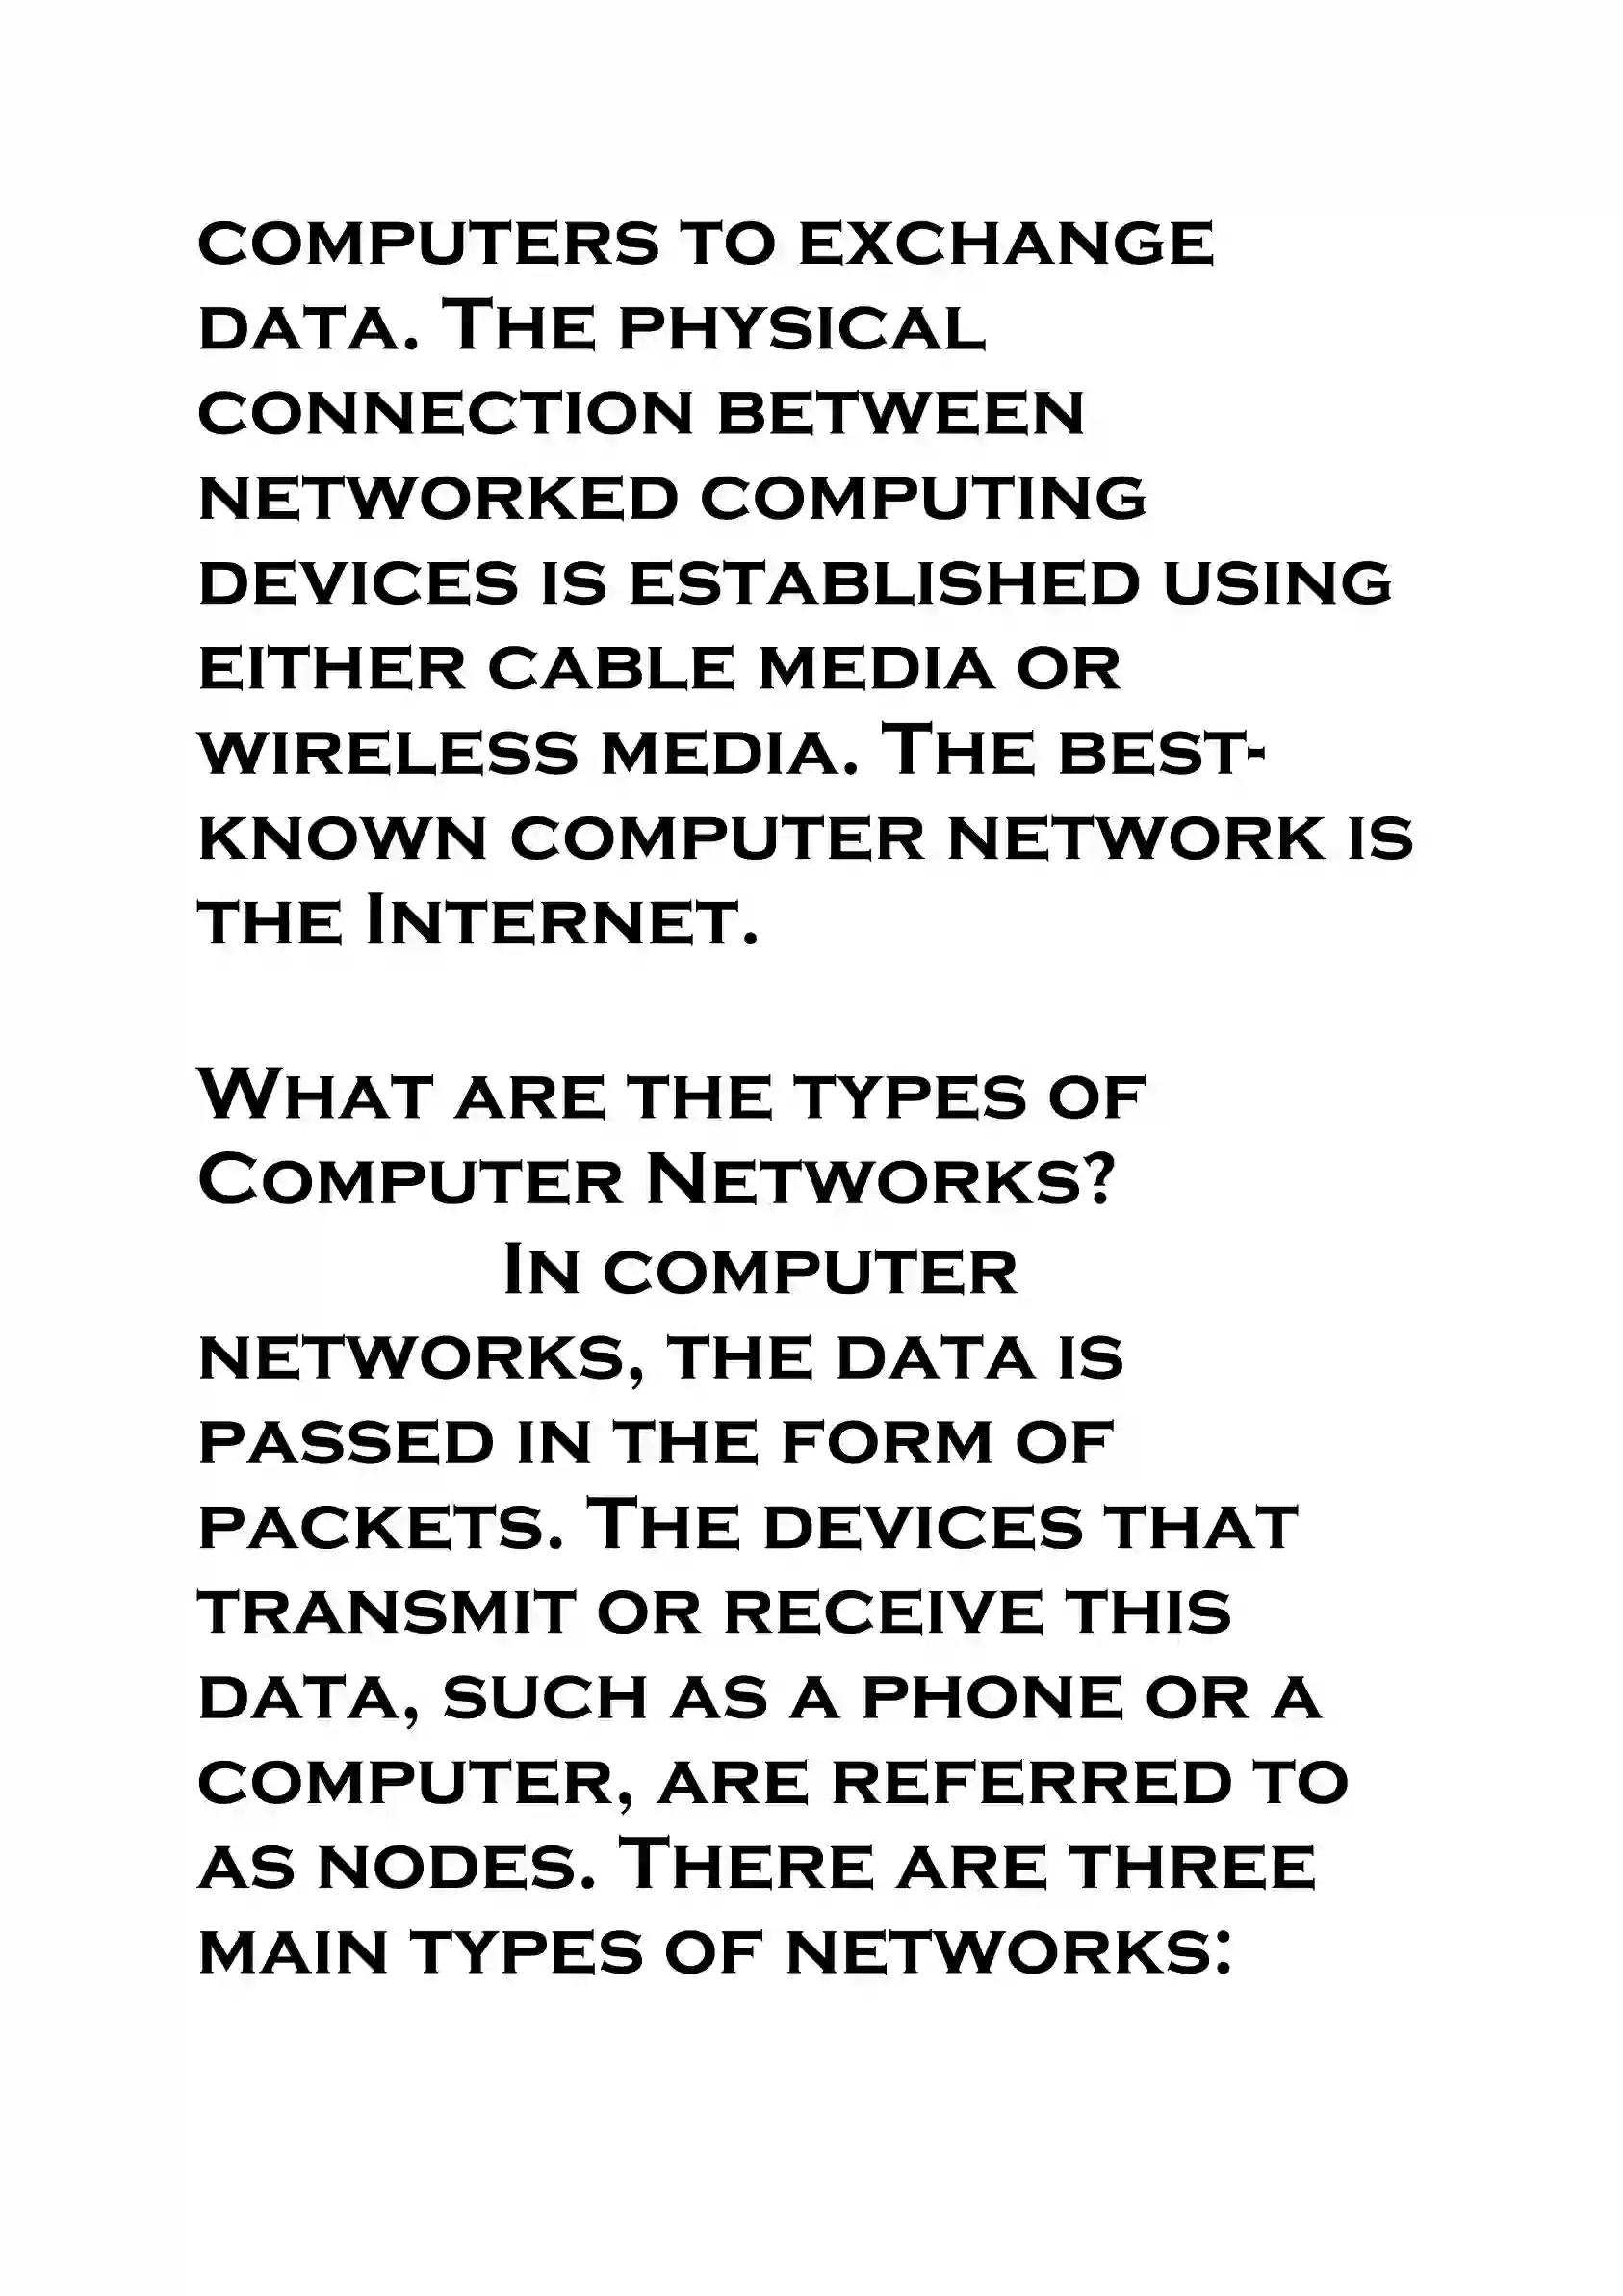 computers to exchange
data. The physical
connection between
networked computing
devices is established using
either cable media or
wireless media. The best-
known computer network is
the Internet.
What are the types of
Computer Networks?
In computer
networks, the data is
passed in the form of
packets. The devices that
transmit or receive this
data, such as a phone or a
computer, are referred to
as nodes. There are three
main types of networks: